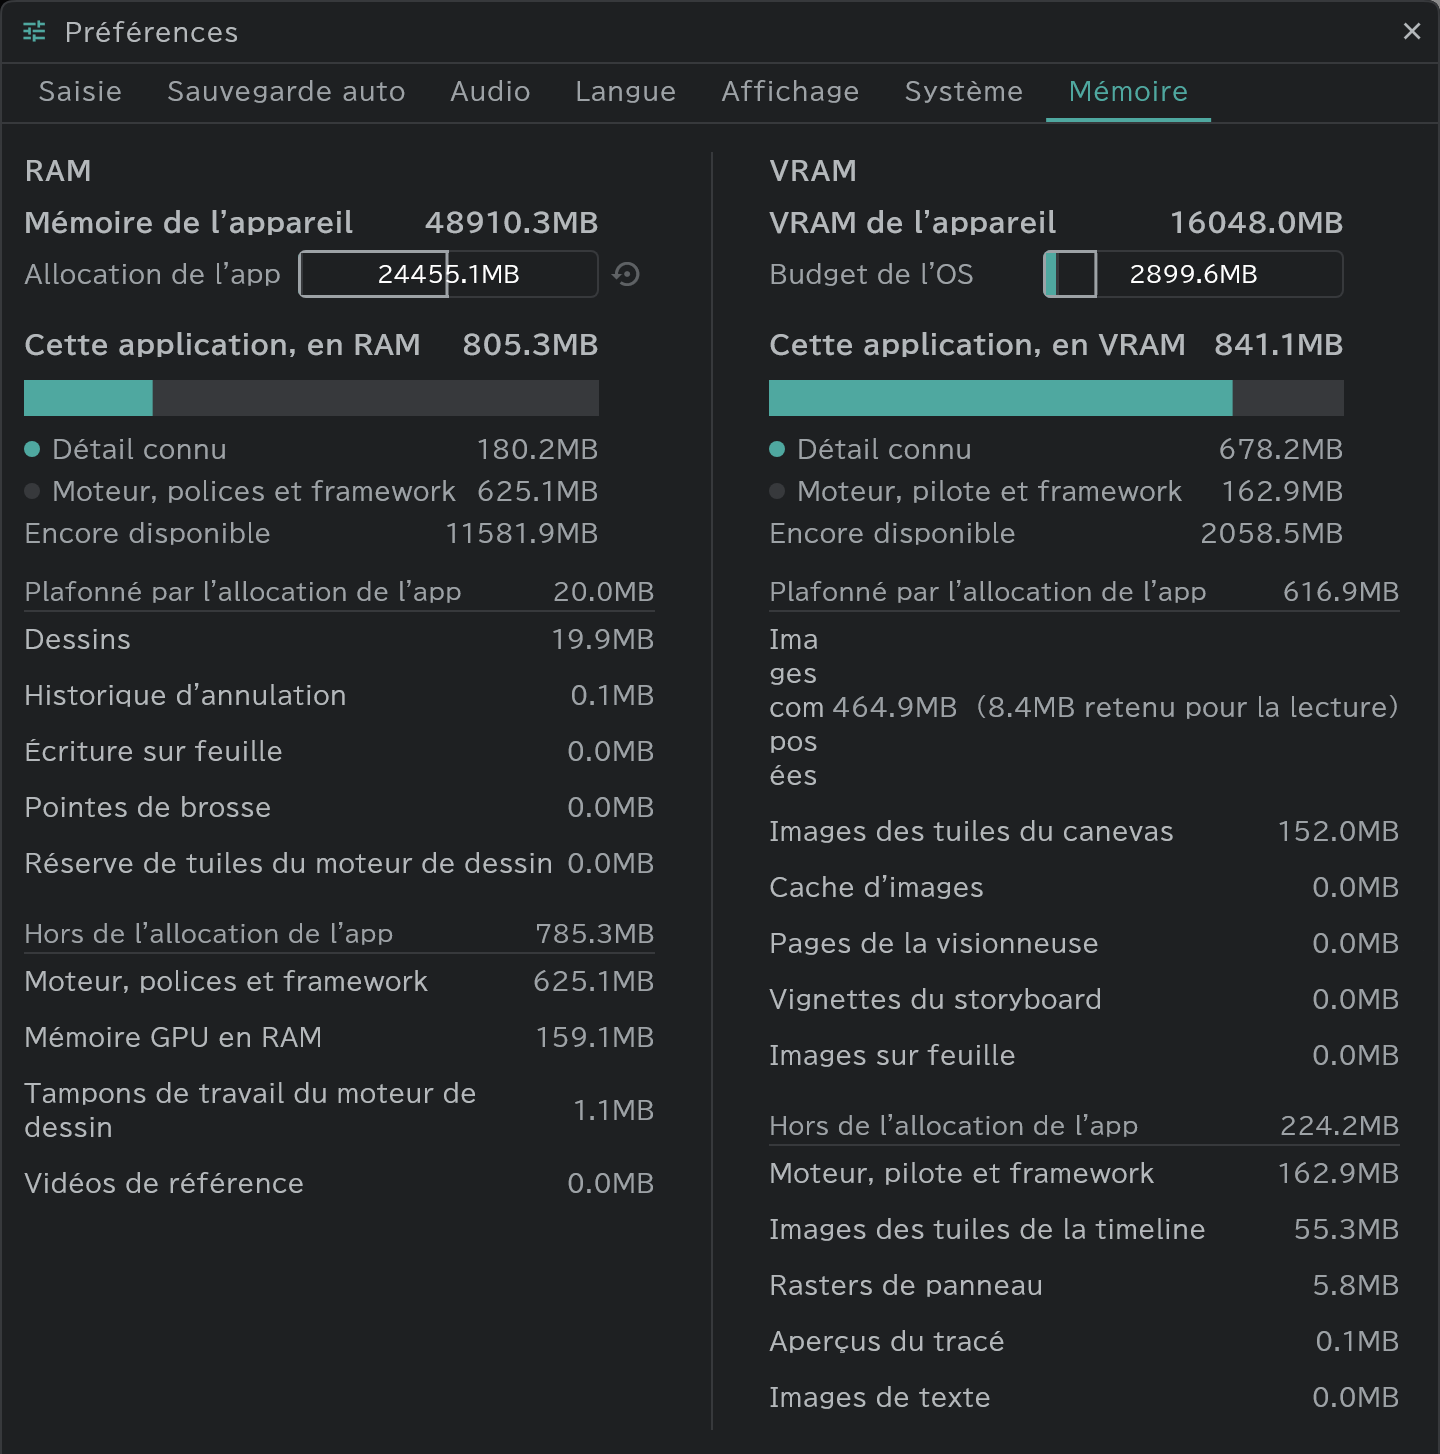 Préférences
Saisie Sauvegarde auto Audio Langue Affichage Système Mémoire
RAM
Mémoire de l’appareil 48910.3MB
Allocation de l’app 24455.1MB
Cette application, en RAM 805.3MB
Détail connu 180.2MB
Moteur, polices et framework 625.1MB
Encore disponible 11581.9MB
Plafonné par l’allocation de l’app 20.0MB
Dessins 19.9MB
Historique d’annulation 0.1MB
Écriture sur feuille 0.0MB
Pointes de brosse 0.0MB
Réserve de tuiles du moteur de dessin 0.0MB
Hors de l’allocation de l’app 785.3MB
Moteur, polices et framework 625.1MB
Mémoire GPU en RAM 159.1MB
Tampons de travail du moteur de
dessin 1.1MB
Vidéos de référence 0.0MB
VRAM
VRAM de l’appareil 16048.0MB
Budget de l’OS 2899.6MB
Cette application, en VRAM 841.1MB
Détail connu 678.2MB
Moteur, pilote et framework 162.9MB
Encore disponible 2058.5MB
Plafonné par l’allocation de l’app 616.9MB
Ima
ges
com 464.9MB (8.4MB retenu pour la lecture)
pos
ées
Images des tuiles du canevas 152.0MB
Cache d’images 0.0MB
Pages de la visionneuse 0.0MB
Vignettes du storyboard 0.0MB
Images sur feuille 0.0MB
Hors de l’allocation de l’app 224.2MB
Moteur, pilote et framework 162.9MB
Images des tuiles de la timeline 55.3MB
Rasters de panneau 5.8MB
Aperçus du tracé 0.1MB
Images de texte 0.0MB